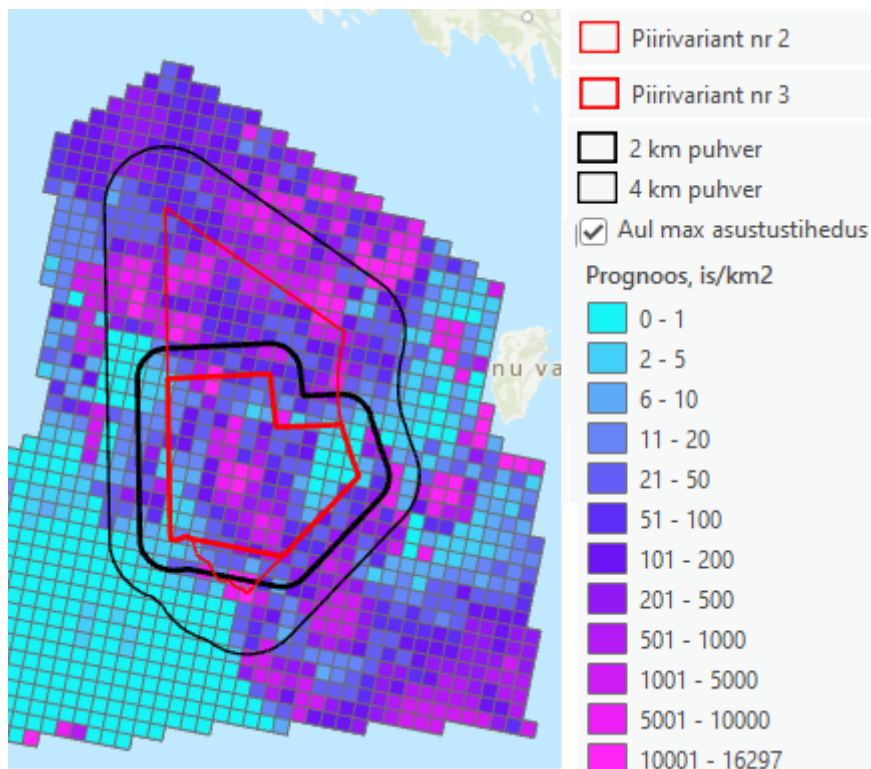 Piirivariant nr 2
Piirivariant nr 3
2 km puhver
4 km puhver
Aul max asustustihedus
Prognoos, is/km2
0 - 1
2 - 5
6 - 10
11 - 20
21 - 50
51 - 100
101 - 200
201 - 500
501 - 1000
1001 - 5000
5001 - 10000
10001 - 16297
nu va